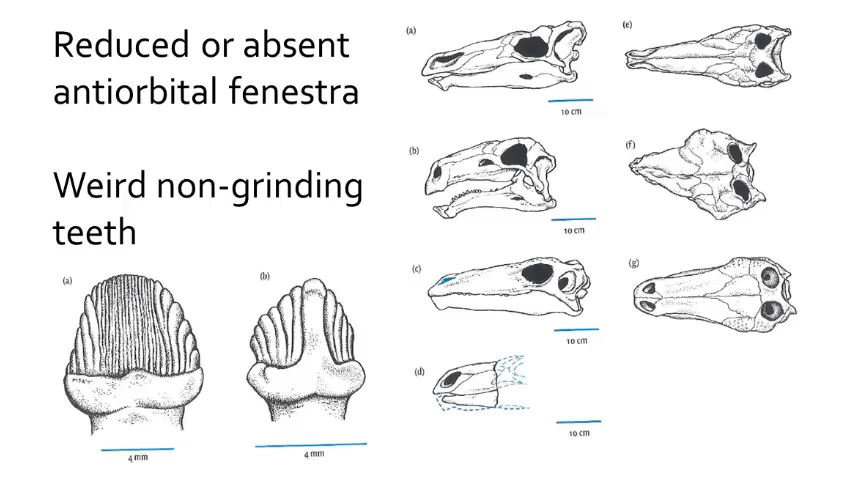 Reduced or absent
antiorbital fenestra
Weird non-grinding
teeth
(a)
4 mm
(b)
4 mm
(a)
10 cm
(b)
10 cm
(c)
10 cm
(d)
10 cm
(e)
(f)
(g)